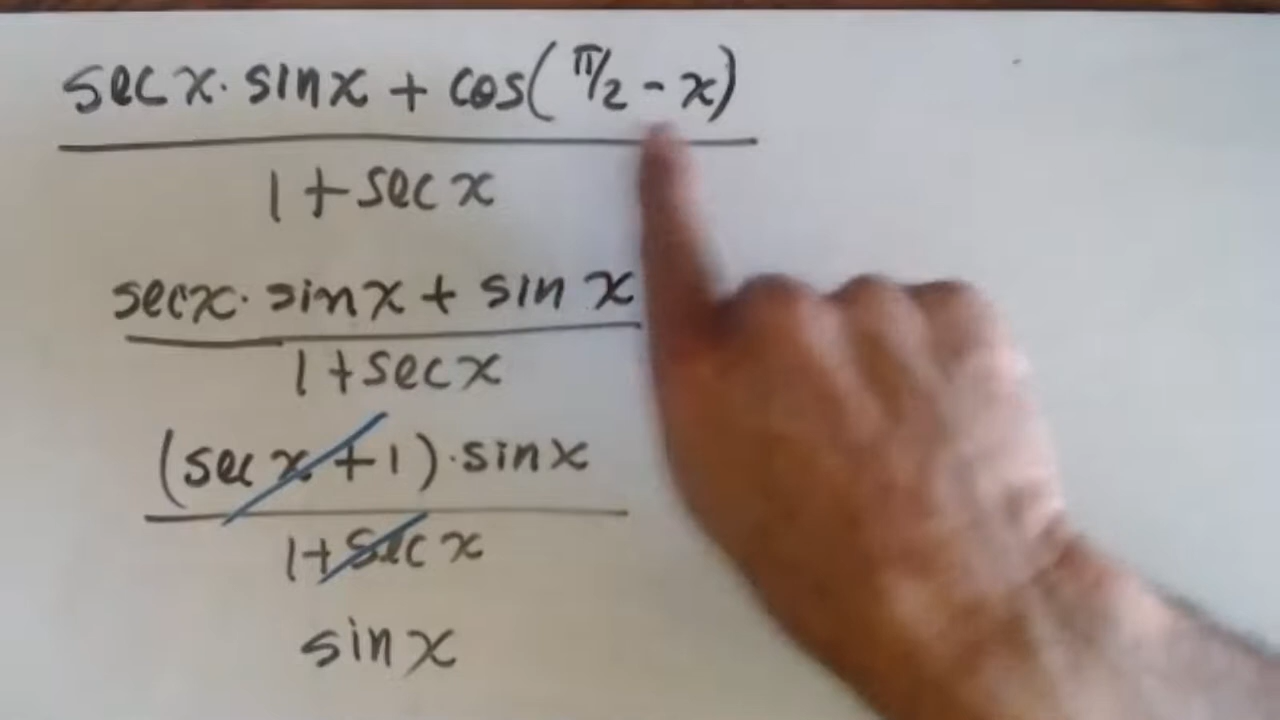 sec x · sin x + cos(π/2 - x)
1 + sec x
sec x · sin x + sin x
1 + sec x
(sec x + 1) · sin x
1 + sec x
sin x